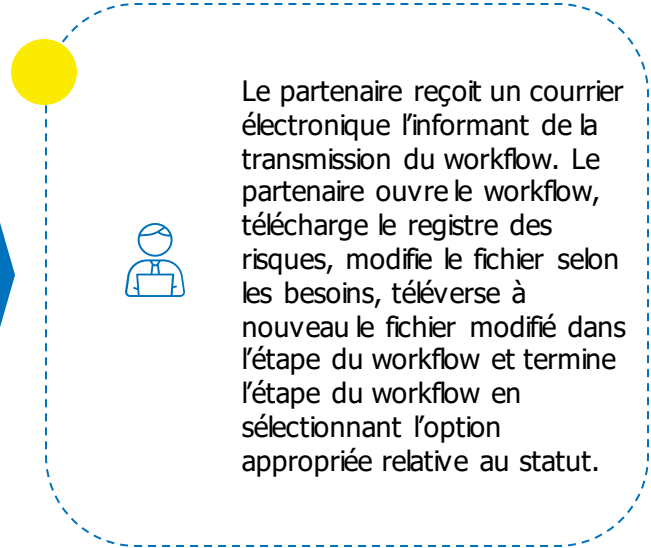 Le partenaire reçoit un courrier
électronique l’informant de la
transmission du workflow. Le
partenaire ouvre le workflow,
télécharge le registre des
risques, modifie le fichier selon
les besoins, téléverse à
nouveau le fichier modifié dans
l’étape du workflow et termine
l’étape du workflow en
sélectionnant l’option
appropriée relative au statut.